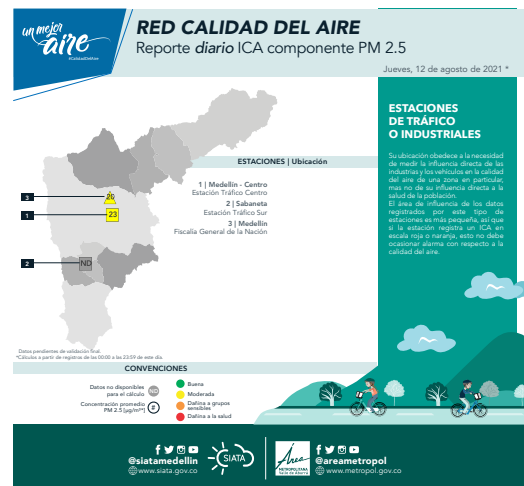 un mejor
aire
#CalidadDelAire
RED CALIDAD DEL AIRE
Reporte diario ICA componente PM 2.5
Jueves, 12 de agosto de 2021 *
ESTACIONES
DE TRÁFICO
O INDUSTRIALES
Su ubicación obedece a la necesidad
de medir la influencia directa de las
industrias y los vehículos en la calidad
del aire de una zona en particular,
mas no de su influencia directa a la
salud de la población.
El área de influencia de los datos
registrados por este tipo de
estaciones es más pequeña, así que
si la estación registra un ICA en
escala roja o naranja, esto no debe
ocasionar alarma con respecto a la
calidad del aire.
ESTACIONES | Ubicación
1 | Medellín - Centro
Estación Tráfico Centro
2 | Sabaneta
Estación Tráfico Sur
3 | Medellín
Fiscalía General de la Nación
3
20
1
23
2
ND
Datos pendientes de validación final.
*Cálculos a partir de registros de las 00:00 a las 23:59 de este día.
CONVENCIONES
Datos no disponibles
para el cálculo
ND
Concentración promedio
PM 2.5 [µg/m³]
#
Buena
Moderada
Dañina a grupos
sensibles
Dañina a la salud
@siatamedellin
www.siata.gov.co
SIATA
Área
METROPOLITANA
Valle de Aburrá
@areametropol
www.metropol.gov.co